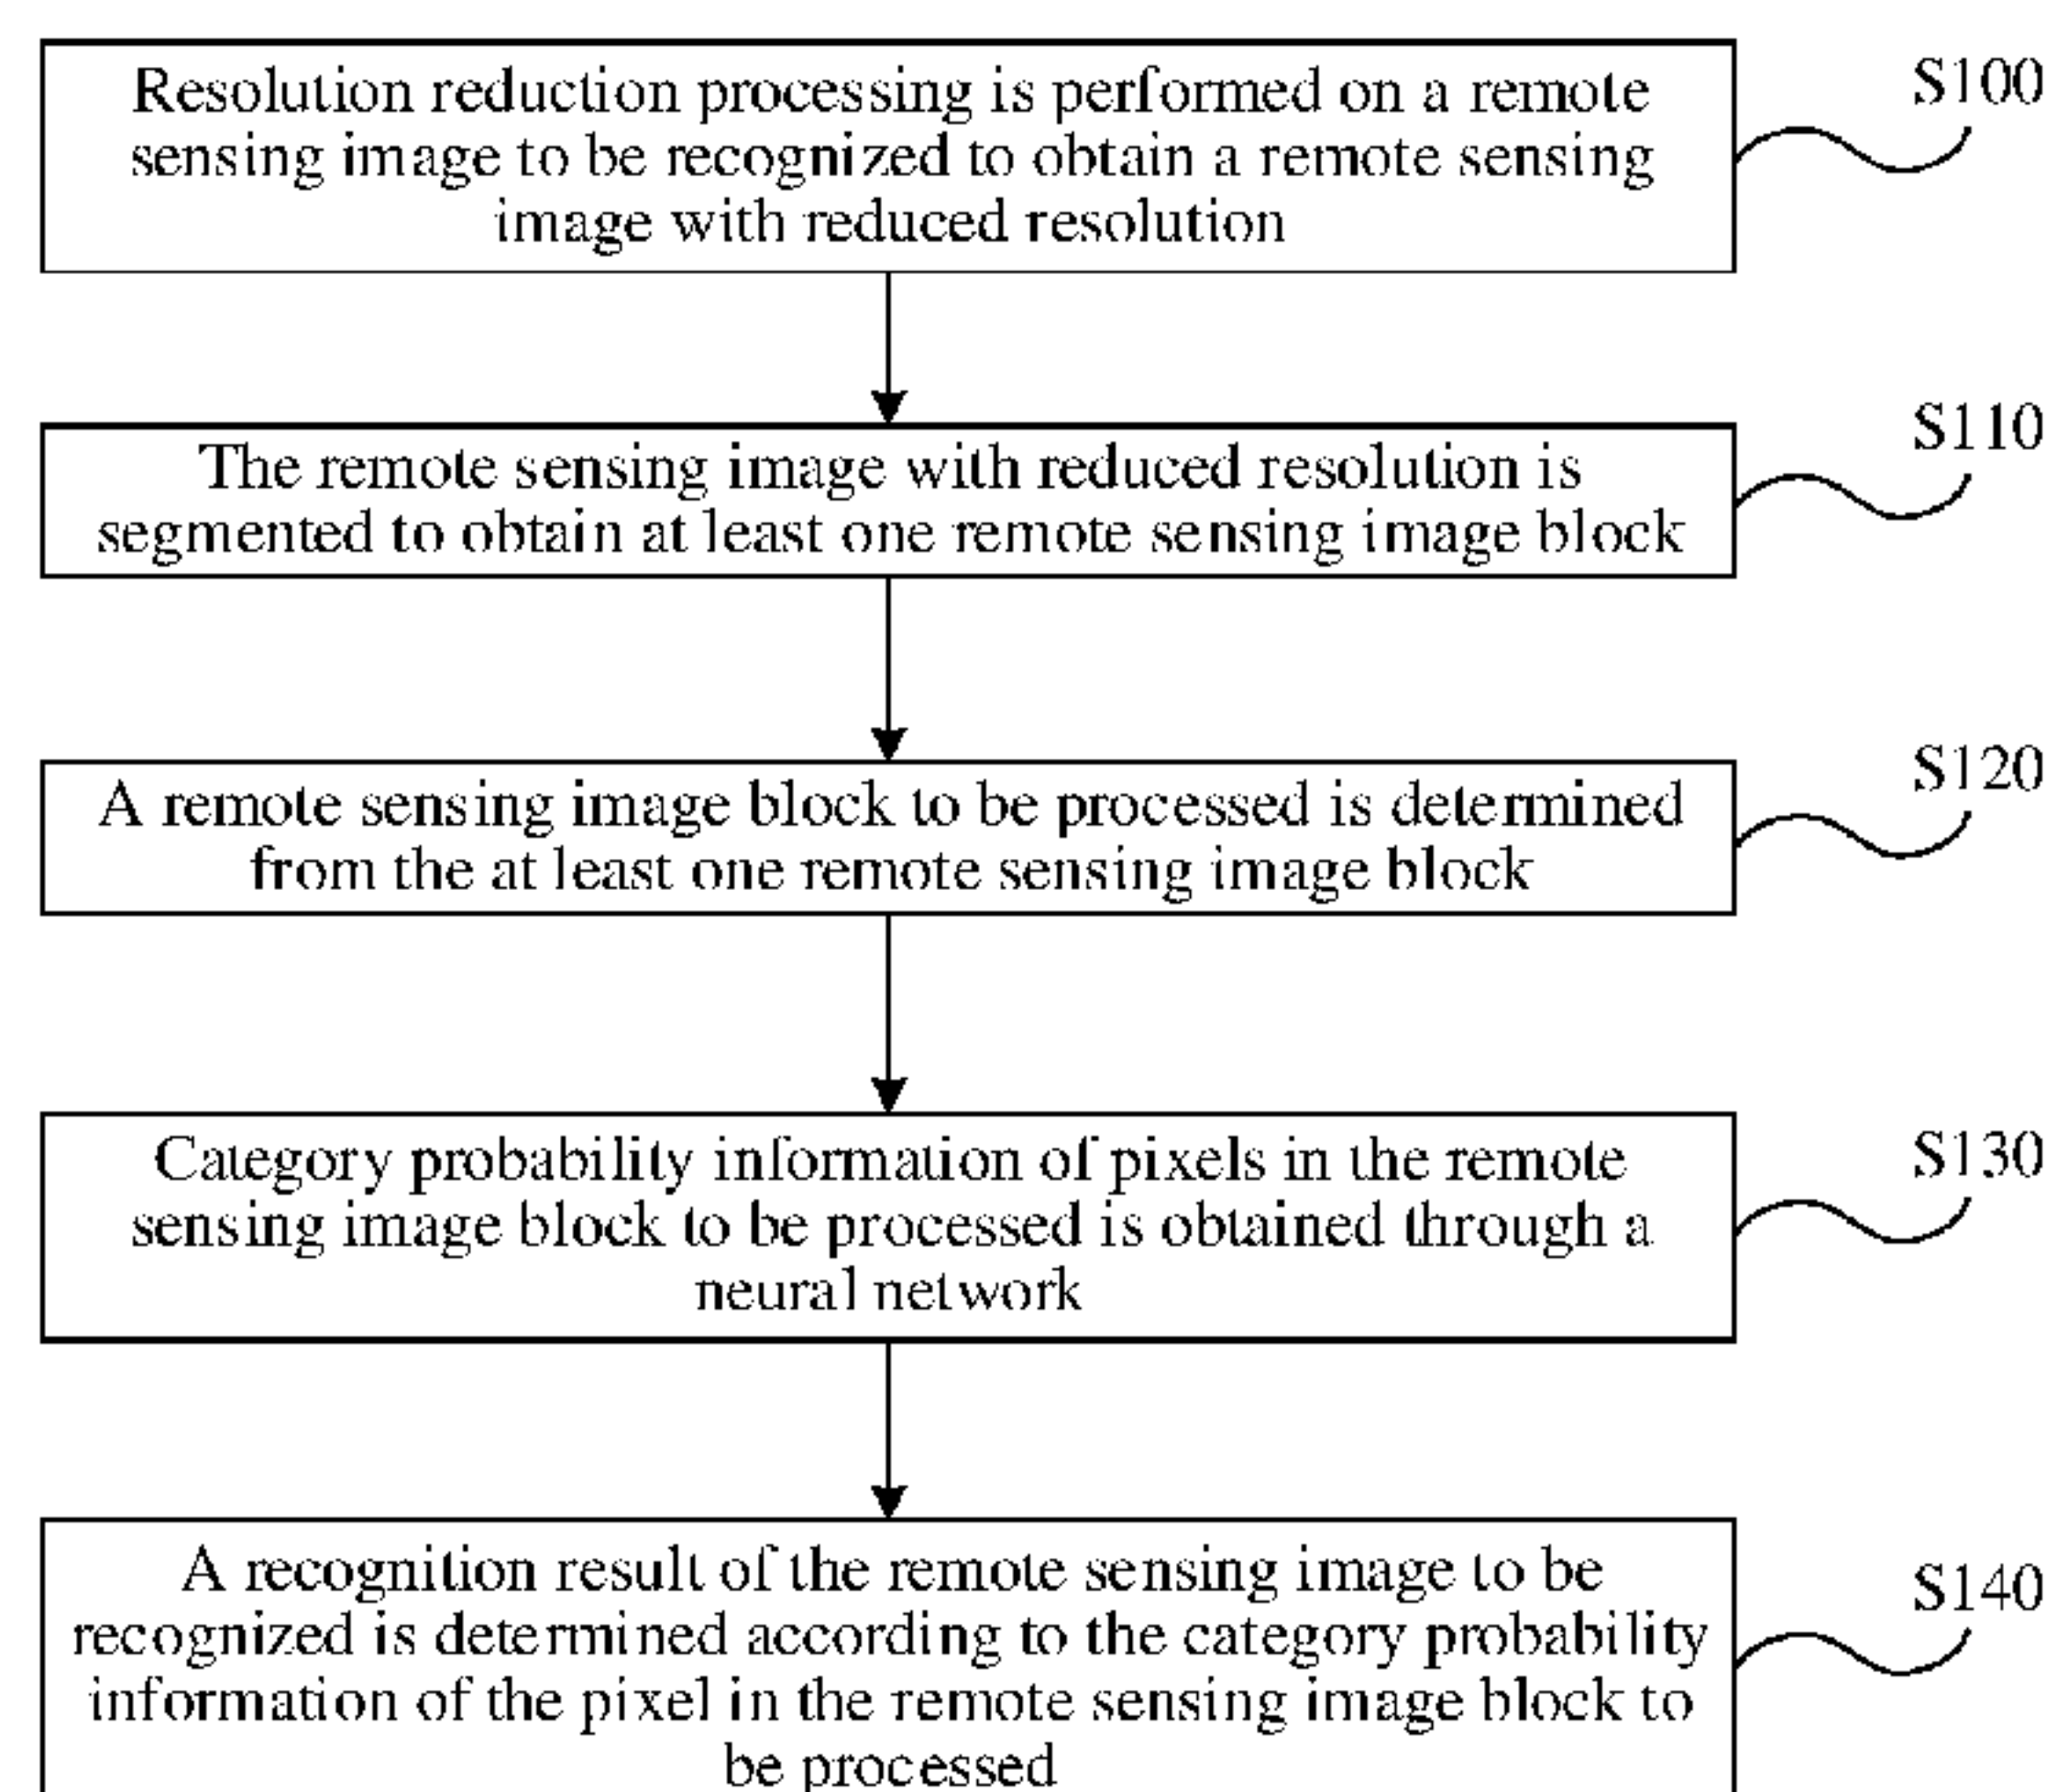 Resolution reduction processing is performed on a remote
sensing image to be recognized to obtain a remote sensing
image with reduced resolution
S100
The remote sensing image with reduced resolution is
segmented to obtain at least one remote sensing image block
S110
A remote sensing image block to be processed is determined
from the at least one remote sensing image block
S120
Category probability information of pixels in the remote
sensing image block to be processed is obtained through a
neural network
S130
A recognition result of the remote sensing image to be
recognized is determined according to the category probability
information of the pixel in the remote sensing image block to
be processed
S140